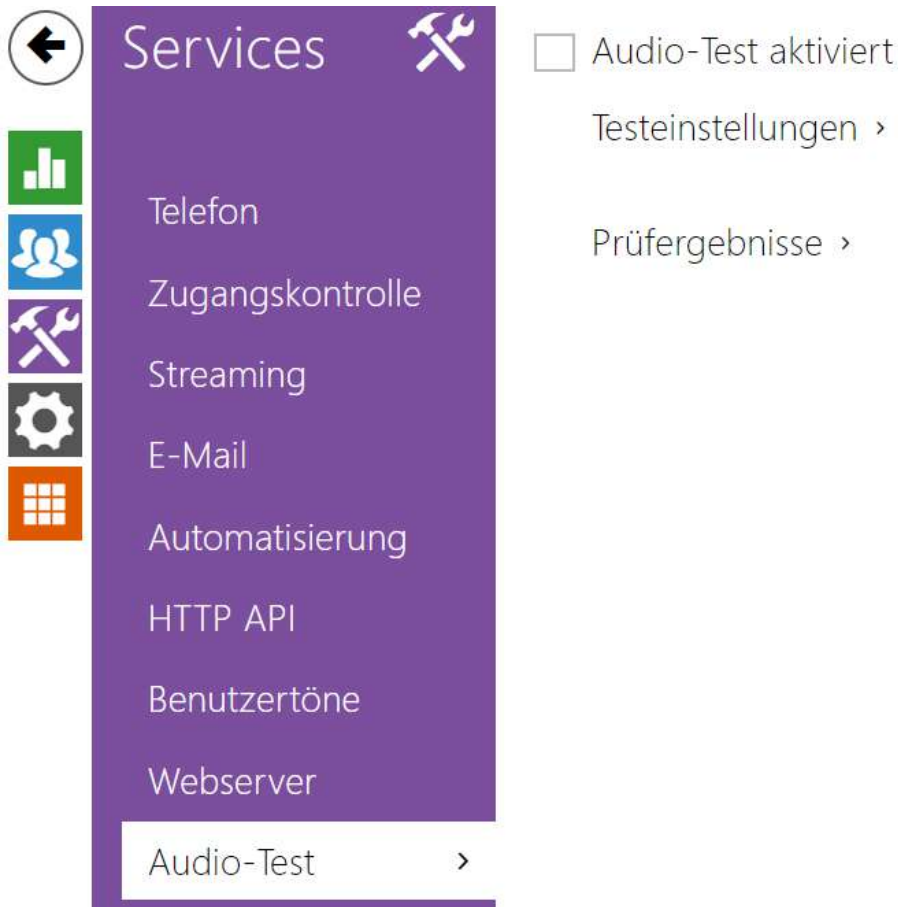 Services
Telefon
Zugangskontrolle
Streaming
E-Mail
Automatisierung
HTTP API
Benutzertöne
Webserver
Audio-Test
Audio-Test aktiviert
Testeinstellungen
Prüfergebnisse